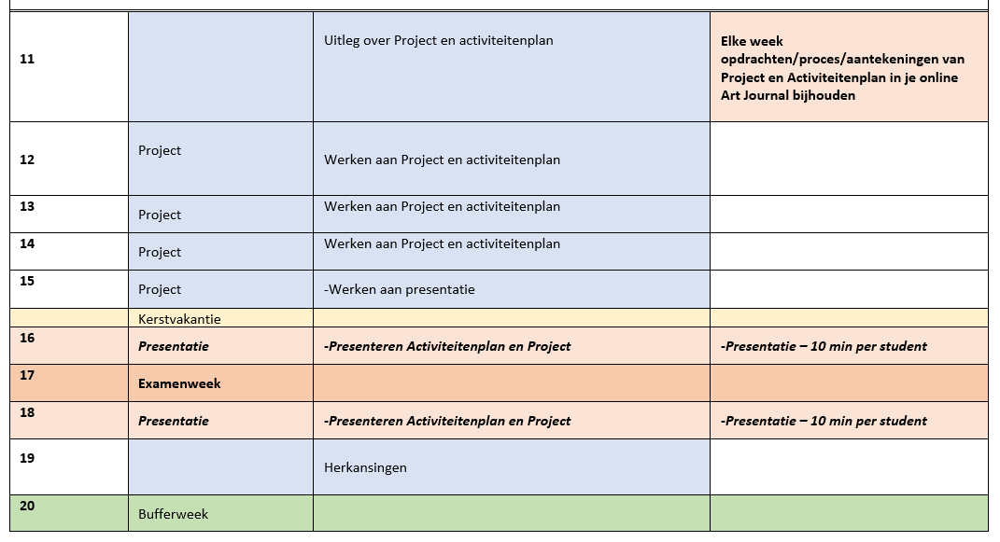 11
Uitleg over Project en activiteitenplan
Elke week
opdrachten/proces/aantekeningen van
Project en Activiteitenplan in je online
Art Journal bijhouden
12
Project
Werken aan Project en activiteitenplan
13
Project
Werken aan Project en activiteitenplan
14
Project
Werken aan Project en activiteitenplan
15
Project
-Werken aan presentatie
Kerstvakantie
16
Presentatie
-Presenteren Activiteitenplan en Project
-Presentatie – 10 min per student
17
Examenweek
18
Presentatie
-Presenteren Activiteitenplan en Project
-Presentatie – 10 min per student
19
Herkansingen
20
Bufferweek